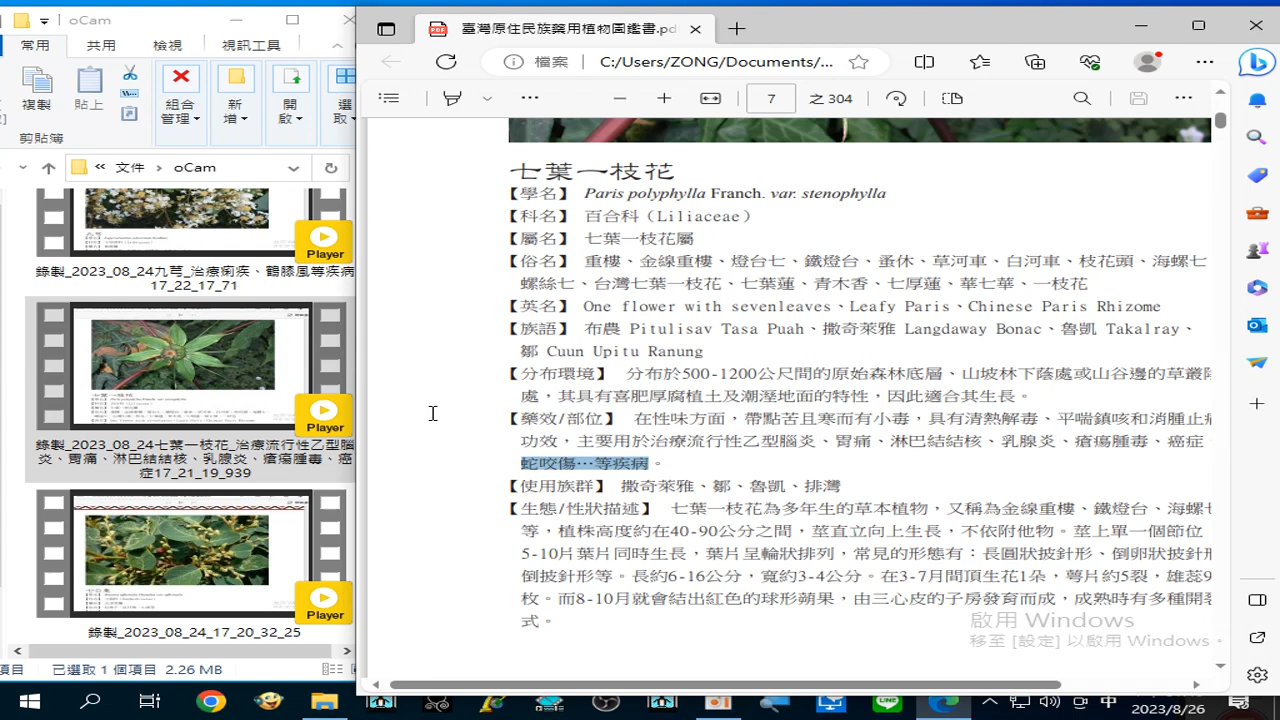 oCam
臺灣原住民族藥用植物圖鑑書.pdf
常用 共用 檢視 視訊工具
檔案 C:/Users/ZONG/Documents/...
複製 貼上 組合管理 新增 開啟 選取
剪貼簿
7 之 304
文件 oCam
Player
錄製_2023_08_24九芎_治療痢疾、鶴膝風等疾病
17_22_17_71
Player
錄製_2023_08_24七葉一枝花_治療流行性乙型腦
炎、胃痛、淋巴結結核、乳腺炎、瘡瘍腫毒、癌
症17_21_19_939
Player
錄製_2023_08_24_17_20_32_25
項目 已選取 1 個項目 2.26 MB
七葉一枝花
【學名】 Paris polyphylla Franch. var. stenophylla
【科名】 百合科（Liliaceae）
【屬名】 七葉一枝花屬
【俗名】 重樓、金線重樓、燈台七、鐵燈台、蚤休、草河車、白河車、枝花頭、海螺七
螺絲七、台灣七葉一枝花、七葉蓮、青木香、七厚蓮、華七華、一枝花
【英名】 One flower with sevenleaves、Leafy Paris、Chinese Paris Rhizome
【族語】 布農 Pitulisav Tasa Puah、撒奇萊雅 Langdaway Bonac、魯凱 Takalray、
鄒 Cuun Upitu Ranung
【分布環境】 分布於500-1200公尺間的原始森林底層、山坡林下蔭處或山谷邊的草叢陰
處，其具有喜肥厚腐植土及潮溼地面的特性，因此適合其生長。
【藥效/部位】 在性味方面，帶點苦且寒而有小毒，具有清熱解毒、平喘鎮咳和消腫止痛
功效，主要用於治療流行性乙型腦炎、胃痛、淋巴結結核、乳腺炎、瘡瘍腫毒、癌症
蛇咬傷…等疾病。
【使用族群】 撒奇萊雅、鄒、魯凱、排灣
【生態/性狀描述】 七葉一枝花為多年生的草本植物，又稱為金線重樓、鐵燈台、海螺七
等，植株高度約在40-90公分之間，莖直立向上生長，不依附他物。莖上單一個節位
5-10片葉片同時生長，葉片呈輪狀排列，常見的形態有：長圓狀披針形、倒卵狀披針形
倒披針形等。長約6-16公分，寬約3-4公分。在3-7月間頂生花1朵，萼片約5裂，雄蕊9
枚。而8-10月就會結出紅色的球形蒴果，由三心皮的子房發育而成，成熟時有多種開裂
式。
啟用 Windows
移至 [設定] 以啟用 Windows。
中
2023/8/26